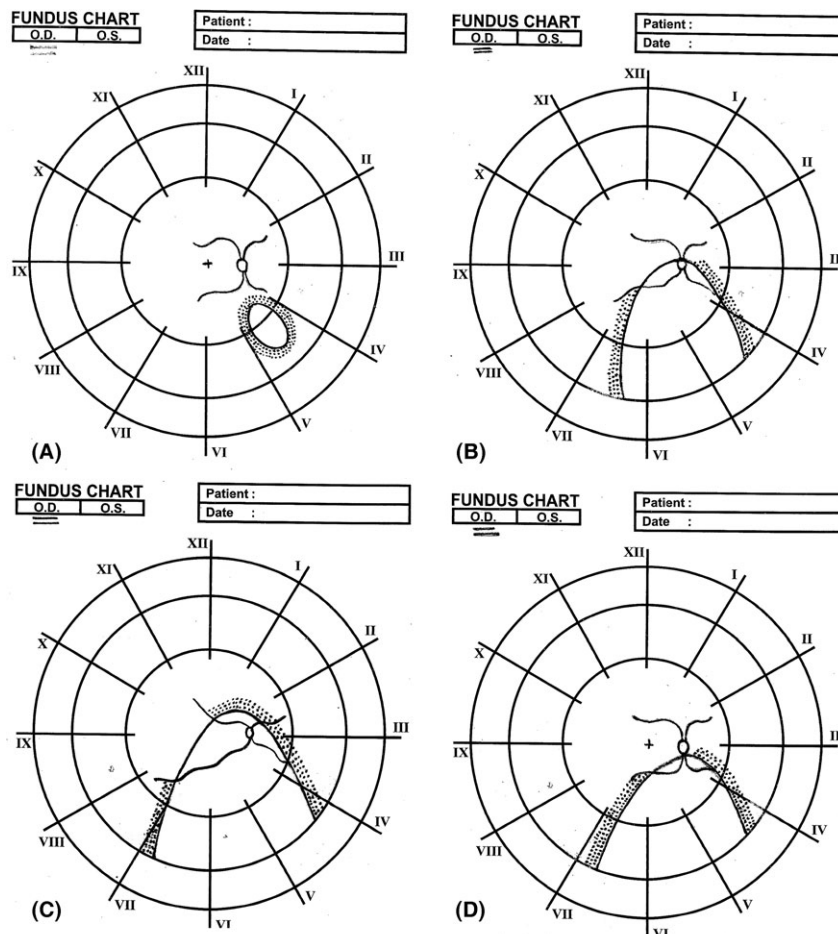 FUNDUS CHART
O.D. O.S.
Patient :
Date :
XII
XI I
X II
IX III
VIII IV
VII V
VI
(A)
FUNDUS CHART
O.D. O.S.
Patient :
Date :
XII
XI I
X II
IX II
VIII IV
VII V
VI
(B)
FUNDUS CHART
O.D. O.S.
Patient :
Date :
XII
XI I
X II
IX III
VIII IV
VII V
VI
(C)
FUNDUS CHART
O.D. O.S.
Patient :
Date :
XII
XI I
X II
IX II
VIII IV
VII V
VI
(D)